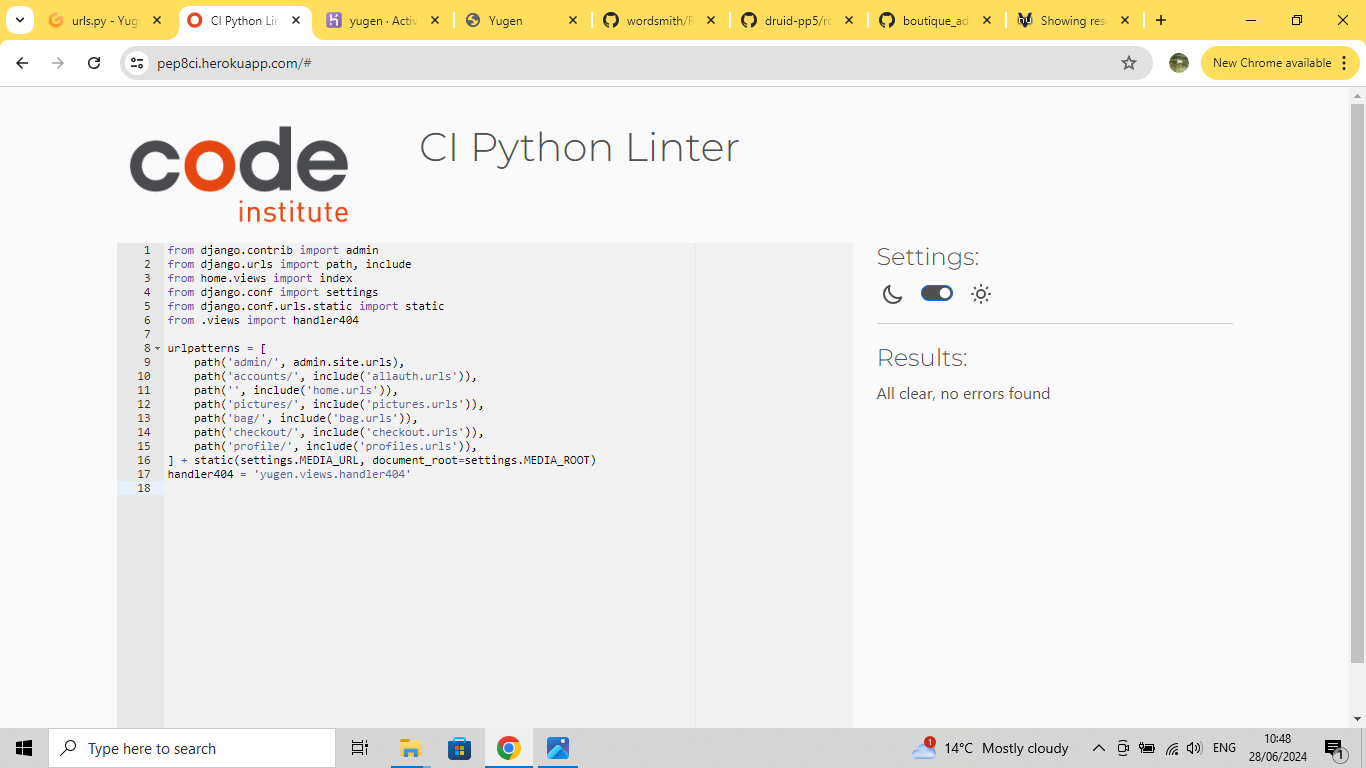 urls.py - Yug
CI Python Lin
yugen · Activ
Yugen
wordsmith/R
druid-pp5/ro
boutique_ad
Showing res
pep8ci.herokuapp.com/#
New Chrome available
code
institute
CI Python Linter
1 from django.contrib import admin
2 from django.urls import path, include
3 from home.views import index
4 from django.conf import settings
5 from django.conf.urls.static import static
6 from .views import handler404
7
8 urlpatterns = [
9     path('admin/', admin.site.urls),
10     path('accounts/', include('allauth.urls')),
11     path('', include('home.urls')),
12     path('pictures/', include('pictures.urls')),
13     path('bag/', include('bag.urls')),
14     path('checkout/', include('checkout.urls')),
15     path('profile/', include('profiles.urls')),
16 ] + static(settings.MEDIA_URL, document_root=settings.MEDIA_ROOT)
17 handler404 = 'yugen.views.handler404'
18
Settings:
Results:
All clear, no errors found
Type here to search
1
14°C Mostly cloudy
ENG
10:48
28/06/2024
1